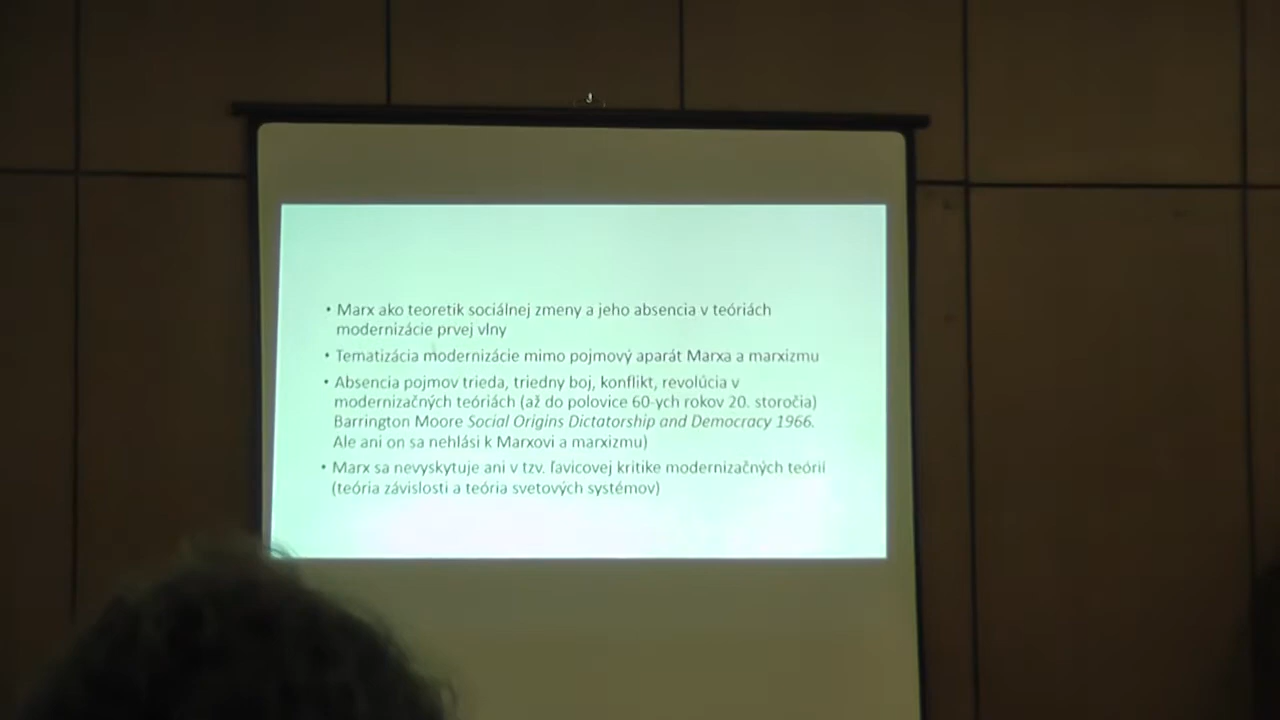 • Marx ako teoretik sociálnej zmeny a jeho absencia v teóriách
modernizácie prvej vlny
• Tematizácia modernizácie mimo pojmový aparát Marxa a marxizmu
• Absencia pojmov trieda, triedny boj, konflikt, revolúcia v
modernizačných teóriách (až do polovice 60-ych rokov 20. storočia)
Barrington Moore Social Origins Dictatorship and Democracy 1966.
Ale ani on sa nehlási k Marxovi a marxizmu)
• Marx sa nevyskytuje ani v tzv. ľavicovej kritike modernizačných teórií
(teória závislosti a teória svetových systémov)